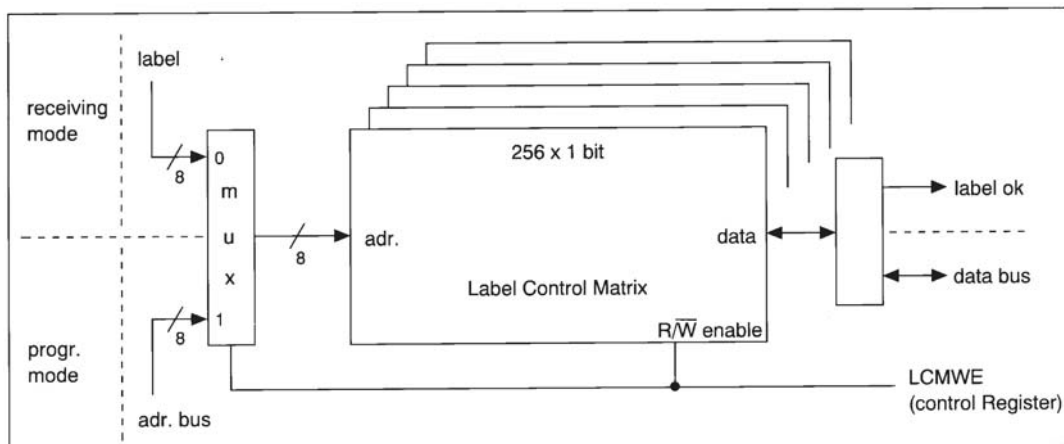 receiving
mode
label
8
0
m
u
x
1
8
adr.
256 x 1 bit
data
Label Control Matrix
R/W̅ enable
label ok
data bus
8
progr.
mode
adr. bus
LCMWE
(control Register)